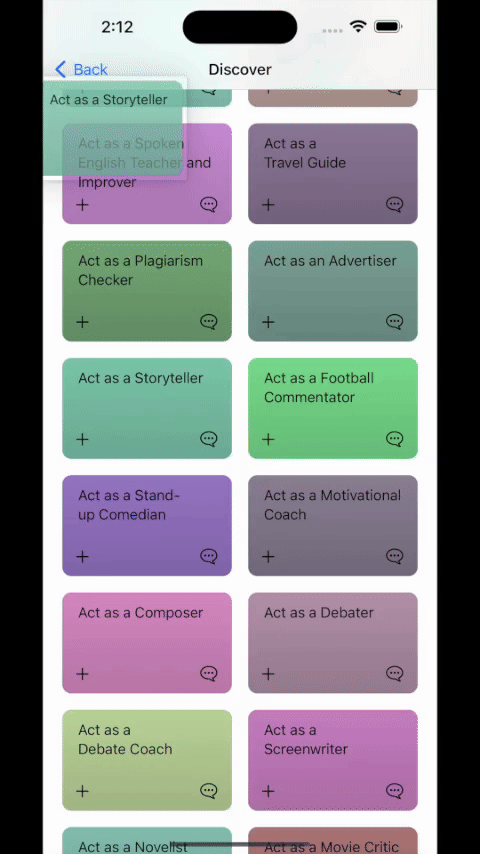 2:12
Back
Discover
Act as a Storyteller
Act as a Spoken
English Teacher and
Improver
Act as a
Travel Guide
Act as a Plagiarism
Checker
Act as an Advertiser
Act as a Storyteller
Act as a Football
Commentator
Act as a Stand-
up Comedian
Act as a Motivational
Coach
Act as a Composer
Act as a Debater
Act as a
Debate Coach
Act as a
Screenwriter
Act as a Novelist
Act as a Movie Critic